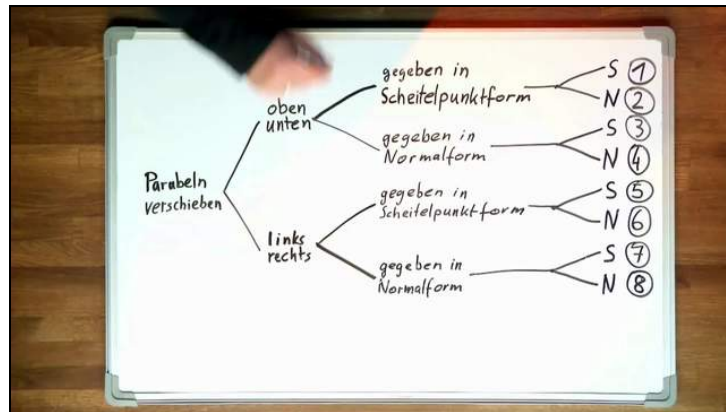 Parabeln
verschieben
oben
unten
gegeben in
Scheitelpunktform
S ①
N ②
gegeben in
Normalform
S ③
N ④
links
rechts
gegeben in
Scheitelpunktform
S ⑤
N ⑥
gegeben in
Normalform
S ⑦
N ⑧